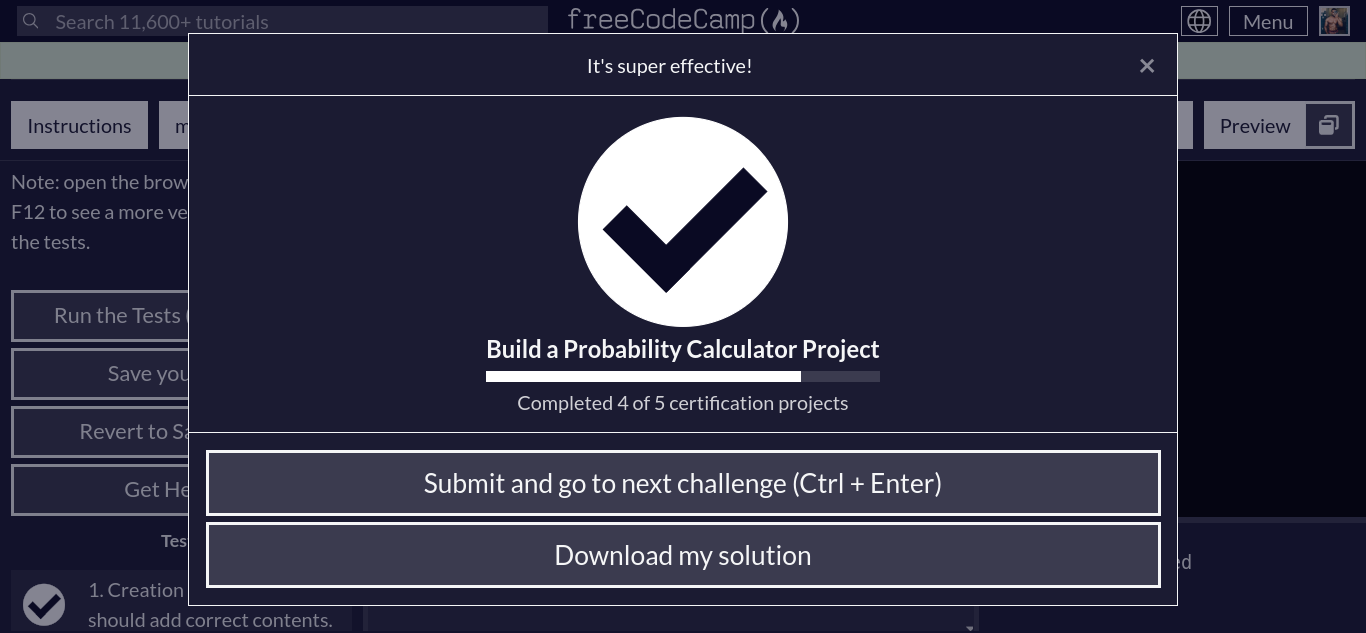 Search 11,600+ tutorials
freeCodeCamp
Menu
It's super effective!
×
Instructions
m
Preview
Note: open the brow
F12 to see a more ve
the tests.
Build a Probability Calculator Project
Completed 4 of 5 certification projects
Run the Tests (
Save you
Revert to Sa
Get He
Submit and go to next challenge (Ctrl + Enter)
Download my solution
Tes
1. Creation
should add correct contents.
ed